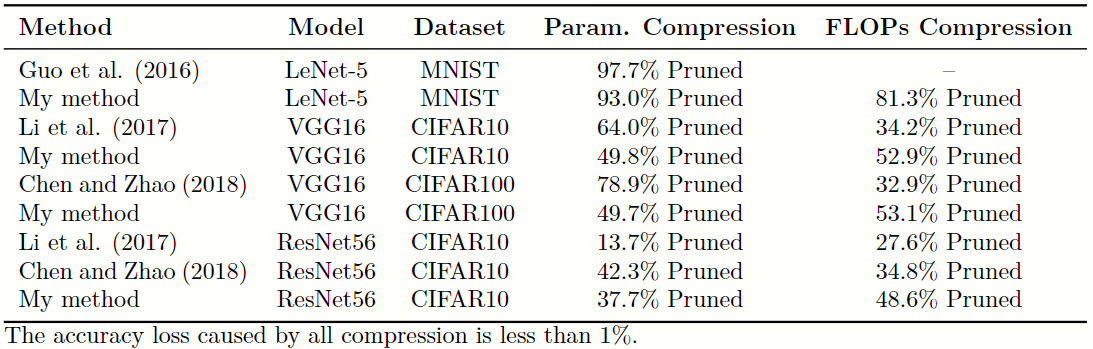 Method Model Dataset Param. Compression FLOPs Compression
Guo et al. (2016) LeNet-5 MNIST 97.7% Pruned –
My method LeNet-5 MNIST 93.0% Pruned 81.3% Pruned
Li et al. (2017) VGG16 CIFAR10 64.0% Pruned 34.2% Pruned
My method VGG16 CIFAR10 49.8% Pruned 52.9% Pruned
Chen and Zhao (2018) VGG16 CIFAR100 78.9% Pruned 32.9% Pruned
My method VGG16 CIFAR100 49.7% Pruned 53.1% Pruned
Li et al. (2017) ResNet56 CIFAR10 13.7% Pruned 27.6% Pruned
Chen and Zhao (2018) ResNet56 CIFAR10 42.3% Pruned 34.8% Pruned
My method ResNet56 CIFAR10 37.7% Pruned 48.6% Pruned
The accuracy loss caused by all compression is less than 1%.